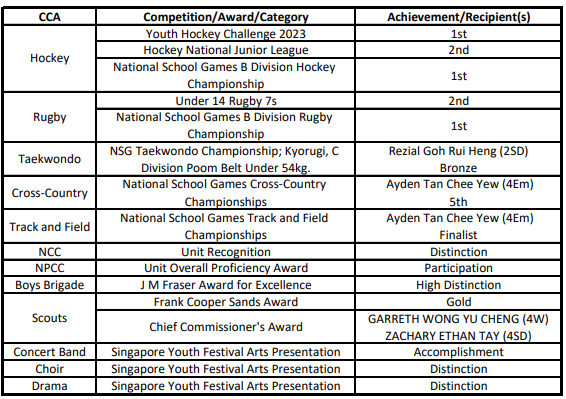 CCA Competition/Award/Category Achievement/Recipient(s)
Hockey
Youth Hockey Challenge 2023 1st
Hockey National Junior League 2nd
National School Games B Division Hockey
Championship
1st
Rugby
Under 14 Rugby 7s 2nd
National School Games B Division Rugby
Championship
1st
Taekwondo
NSG Taekwondo Championship; Kyorugi, C
Division Poom Belt Under 54kg.
Rezial Goh Rui Heng (2SD)
Bronze
Cross-Country
National School Games Cross-Country
Championships
Ayden Tan Chee Yew (4Em)
5th
Track and Field
National School Games Track and Field
Championships
Ayden Tan Chee Yew (4Em)
Finalist
NCC Unit Recognition Distinction
NPCC Unit Overall Proficiency Award Participation
Boys Brigade J M Fraser Award for Excellence High Distinction
Scouts
Frank Cooper Sands Award Gold
Chief Commissioner's Award
GARRETH WONG YU CHENG (4W)
ZACHARY ETHAN TAY (4SD)
Concert Band Singapore Youth Festival Arts Presentation Accomplishment
Choir Singapore Youth Festival Arts Presentation Distinction
Drama Singapore Youth Festival Arts Presentation Distinction